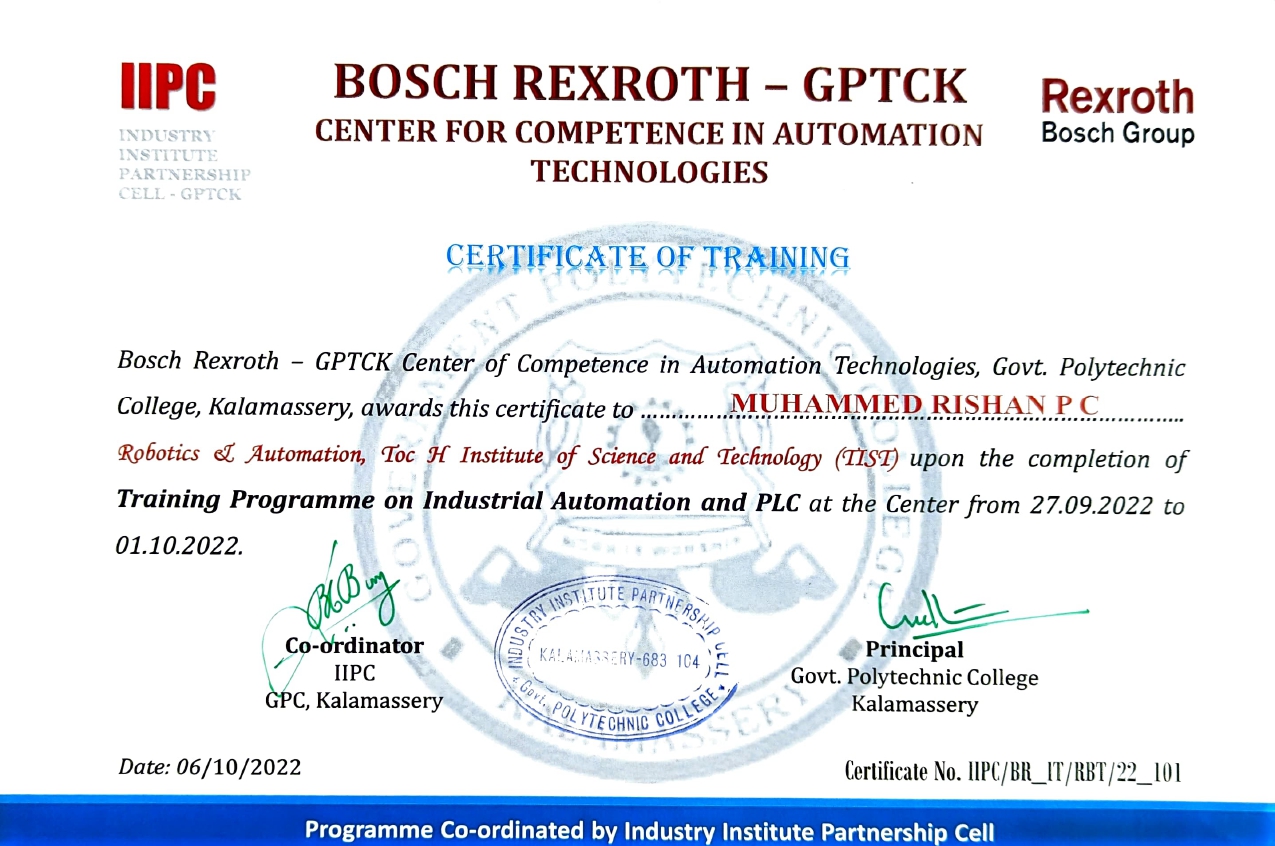 IIPC
INDUSTRY
INSTITUTE
PARTNERSHIP
CELL - GPTCK
BOSCH REXROTH – GPTCK
CENTER FOR COMPETENCE IN AUTOMATION
TECHNOLOGIES
Rexroth
Bosch Group
CERTIFICATE OF TRAINING
Bosch Rexroth – GPTCK Center of Competence in Automation Technologies, Govt. Polytechnic
College, Kalamassery, awards this certificate to ................MUHAMMED RISHAN P C................
Robotics & Automation, Toc H Institute of Science and Technology (TIST) upon the completion of
Training Programme on Industrial Automation and PLC at the Center from 27.09.2022 to
01.10.2022.
GOVERNMENT POLYTECHNIC COLLEGE
KALAMASSERY
INDUSTRY INSTITUTE PARTNERSHIP CELL
KALAMASSERY-683 104
Govt. POLYTECHNIC COLLEGE
Co-ordinator
IIPC
GPC, Kalamassery
Principal
Govt. Polytechnic College
Kalamassery
Date: 06/10/2022
Certificate No. IIPC/BR_IT/RBT/22_101
Programme Co-ordinated by Industry Institute Partnership Cell